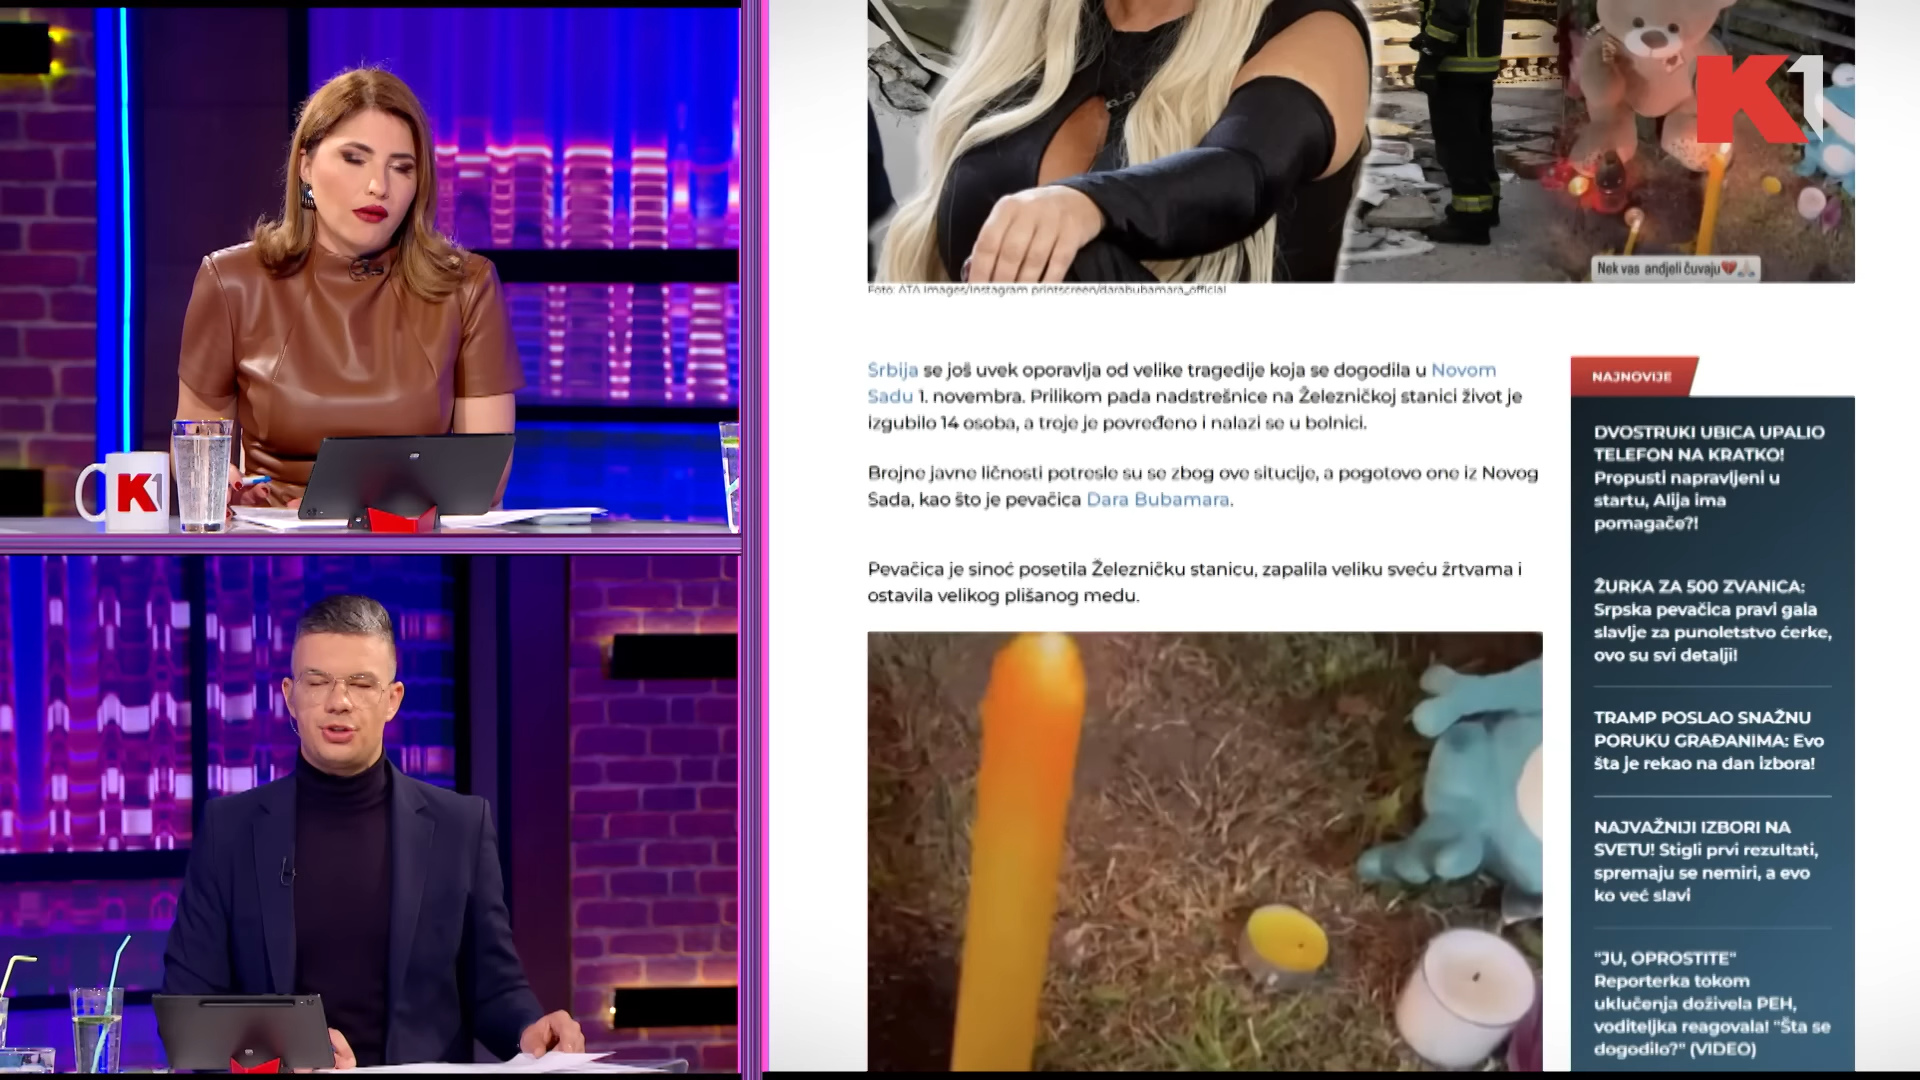 K1
K1
Nek vas andjeli čuvaju💔🙏🏻
Foto: ATA Images/Instagram printscreen/darabubamara_official
Srbija se još uvek oporavlja od velike tragedije koja se dogodila u Novom
Sadu 1. novembra. Prilikom pada nadstrešnice na Železničkoj stanici život je
izgubilo 14 osoba, a troje je povređeno i nalazi se u bolnici.
Brojne javne ličnosti potresle su se zbog ove situcije, a pogotovo one iz Novog
Sada, kao što je pevačica Dara Bubamara.
Pevačica je sinoć posetila Železničku stanicu, zapalila veliku sveću žrtvama i
ostavila velikog plišanog medu.
NAJNOVIJE
DVOSTRUKI UBICA UPALIO
TELEFON NA KRATKO!
Propusti napravljeni u
startu, Alija ima
pomagače?!
ŽURKA ZA 500 ZVANICA:
Srpska pevačica pravi gala
slavlje za punoletstvo ćerke,
ovo su svi detalji!
TRAMP POSLAO SNAŽNU
PORUKU GRAĐANIMA: Evo
šta je rekao na dan izbora!
NAJVAŽNIJI IZBORI NA
SVETU! Stigli prvi rezultati,
spremaju se nemiri, a evo
ko već slavi
"JU, OPROSTITE"
Reporterka tokom
uključenja doživela PEH,
voditeljka reagovala! "Šta se
dogodilo?" (VIDEO)